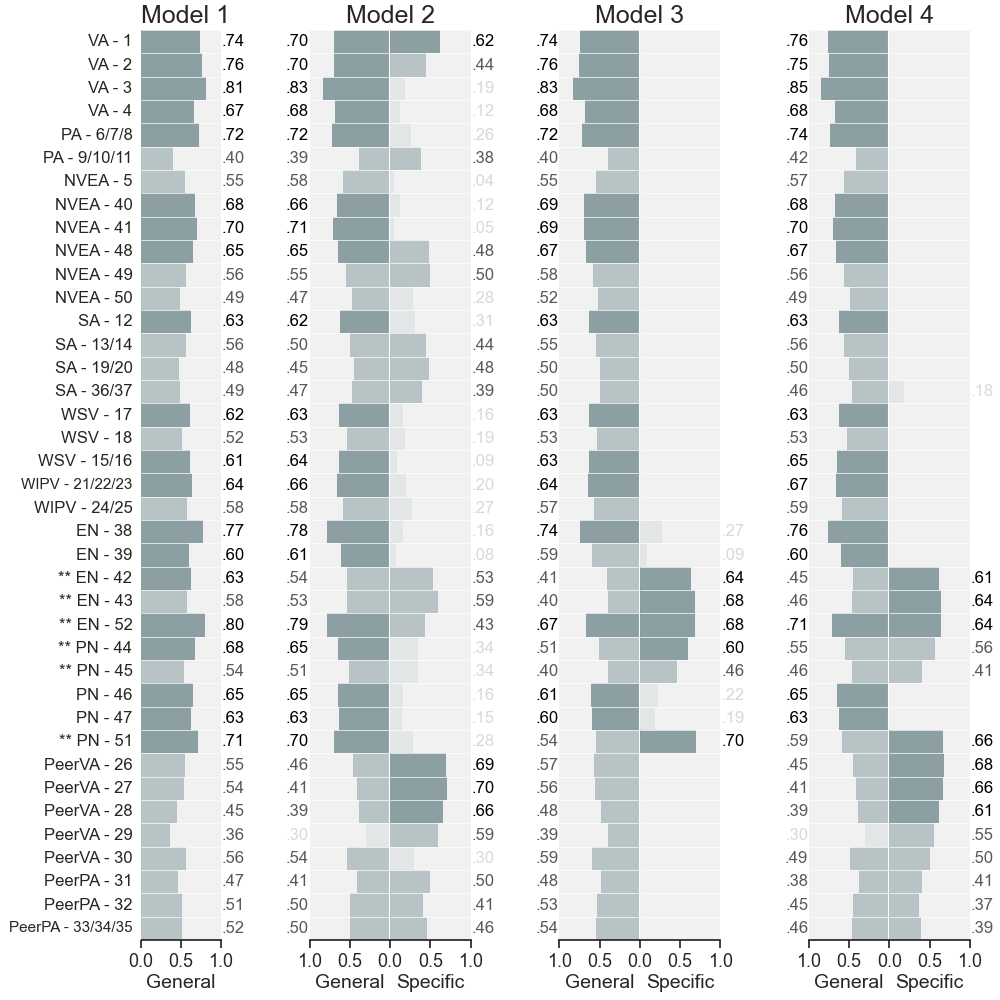 Model 1 Model 2 Model 3 Model 4
VA - 1 .74 .70 .62 .74 .76
VA - 2 .76 .70 .44 .76 .75
VA - 3 .81 .83 .19 .83 .85
VA - 4 .67 .68 .12 .68 .68
PA - 6/7/8 .72 .72 .26 .72 .74
PA - 9/10/11 .40 .39 .38 .40 .42
NVEA - 5 .55 .58 .04 .55 .57
NVEA - 40 .68 .66 .12 .69 .68
NVEA - 41 .70 .71 .05 .69 .70
NVEA - 48 .65 .65 .48 .67 .67
NVEA - 49 .56 .55 .50 .58 .56
NVEA - 50 .49 .47 .28 .52 .49
SA - 12 .63 .62 .31 .63 .63
SA - 13/14 .56 .50 .44 .55 .56
SA - 19/20 .48 .45 .48 .50 .50
SA - 36/37 .49 .47 .39 .50 .46 .18
WSV - 17 .62 .63 .16 .63 .63
WSV - 18 .52 .53 .19 .53 .53
WSV - 15/16 .61 .64 .09 .63 .65
WIPV - 21/22/23 .64 .66 .20 .64 .67
WIPV - 24/25 .58 .58 .27 .57 .59
EN - 38 .77 .78 .16 .74 .27 .76
EN - 39 .60 .61 .08 .59 .09 .60
** EN - 42 .63 .54 .53 .41 .64 .45 .61
** EN - 43 .58 .53 .59 .40 .68 .46 .64
** EN - 52 .80 .79 .43 .67 .68 .71 .64
** PN - 44 .68 .65 .34 .51 .60 .55 .56
** PN - 45 .54 .51 .34 .40 .46 .46 .41
PN - 46 .65 .65 .16 .61 .22 .65
PN - 47 .63 .63 .15 .60 .19 .63
** PN - 51 .71 .70 .28 .54 .70 .59 .66
PeerVA - 26 .55 .46 .69 .57 .45 .68
PeerVA - 27 .54 .41 .70 .56 .41 .66
PeerVA - 28 .45 .39 .66 .48 .39 .61
PeerVA - 29 .36 .30 .59 .39 .30 .55
PeerVA - 30 .56 .54 .30 .59 .49 .50
PeerPA - 31 .47 .41 .50 .48 .38 .41
PeerPA - 32 .51 .50 .41 .53 .45 .37
PeerPA - 33/34/35 .52 .50 .46 .54 .46 .39
0 0.5 1.0 1.0 0.5 0.0 0.5 1.0 1.0 0.5 0.0 0.5 1.0 1.0 0.5 0.0 0.5 1.0
General General Specific General Specific General Specific